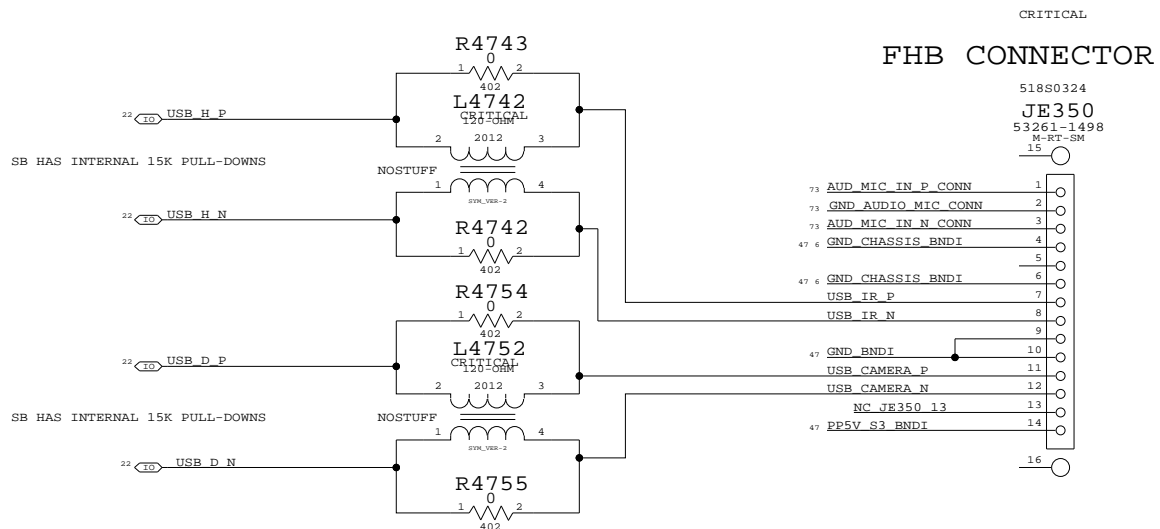 CRITICAL
FHB CONNECTOR
518S0324
JE350
53261-1498
M-RT-SM
15
R4743
0
1 2
402
L4742
CRITICAL
120-OHM
2 2012 3
22 IO USB_H_P
SB HAS INTERNAL 15K PULL-DOWNS
NOSTUFF
1 4
SYM_VER-2
22 IO USB_H_N
R4742
0
1 2
402
R4754
0
1 2
402
L4752
CRITICAL
120-OHM
2 2012 3
22 IO USB_D_P
SB HAS INTERNAL 15K PULL-DOWNS
NOSTUFF
1 4
SYM_VER-2
22 IO USB_D_N
R4755
0
1 2
402
73 AUD_MIC_IN_P_CONN 1
73 GND_AUDIO_MIC_CONN 2
73 AUD_MIC_IN_N_CONN 3
47 6 GND_CHASSIS_BNDI 4
5
47 6 GND_CHASSIS_BNDI 6
USB_IR_P 7
USB_IR_N 8
9
47 GND_BNDI 10
USB_CAMERA_P 11
USB_CAMERA_N 12
NC_JE350_13 13
47 PP5V_S3_BNDI 14
16